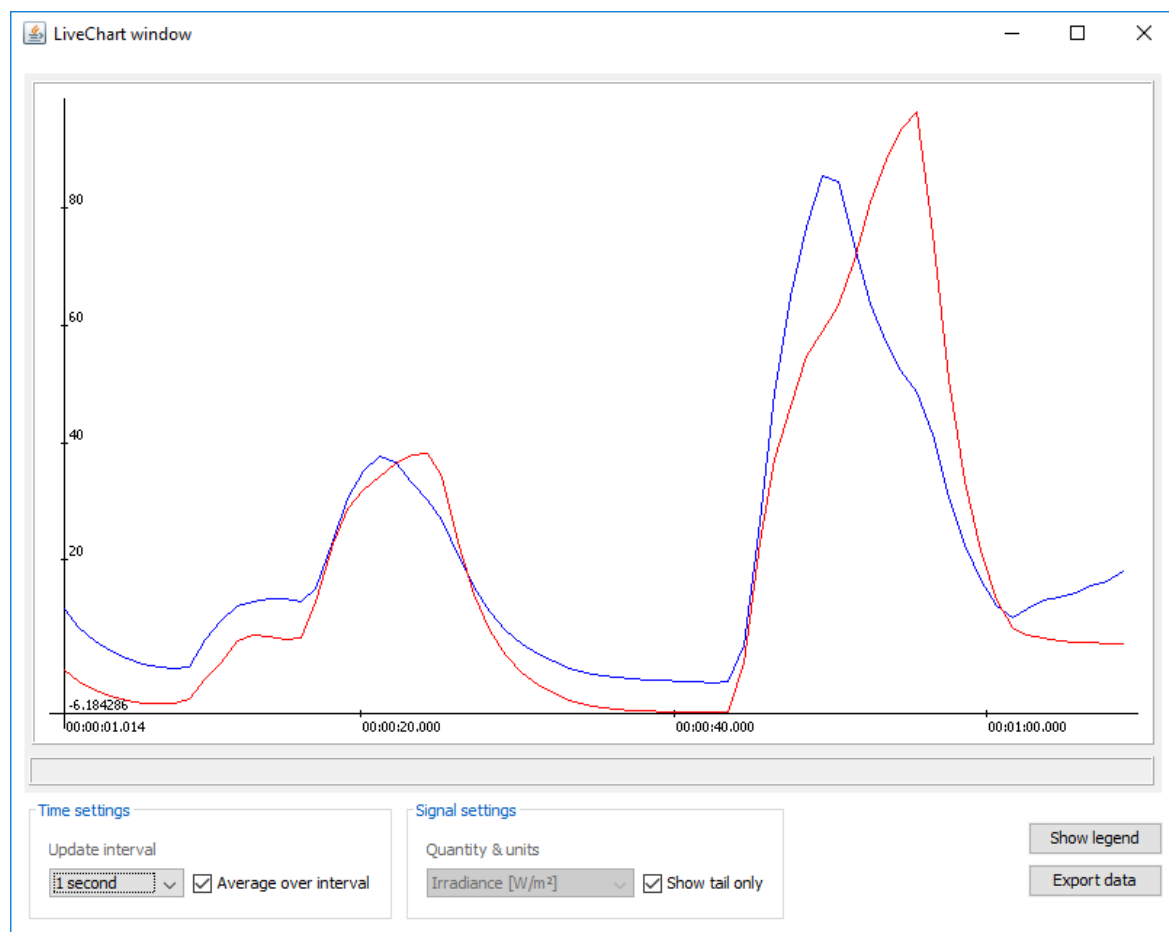 LiveChart window
80
60
40
20
-6.184286
00:00:01.014 00:00:20.000 00:00:40.000 00:01:00.000
Time settings
Update interval
1 second Average over interval
Signal settings
Quantity & units
Irradiance [W/m²] Show tail only
Show legend
Export data